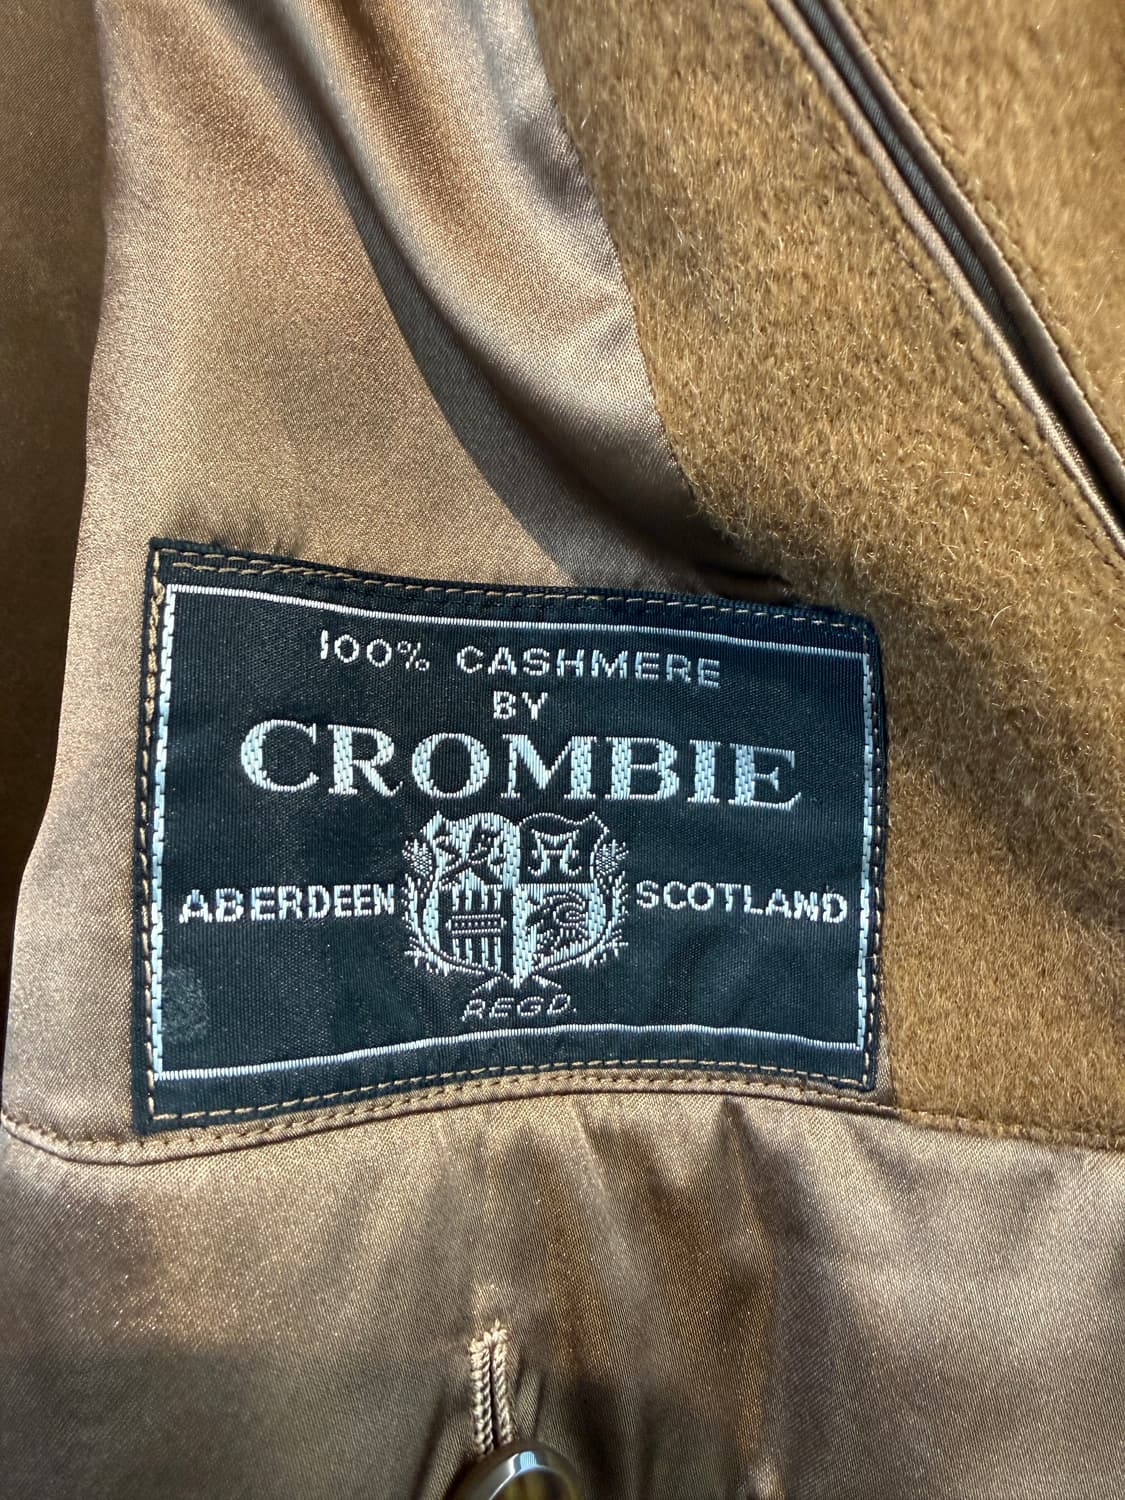 100% CASHMERE
BY
CROMBIE
ABERDEEN SCOTLAND
REGD.